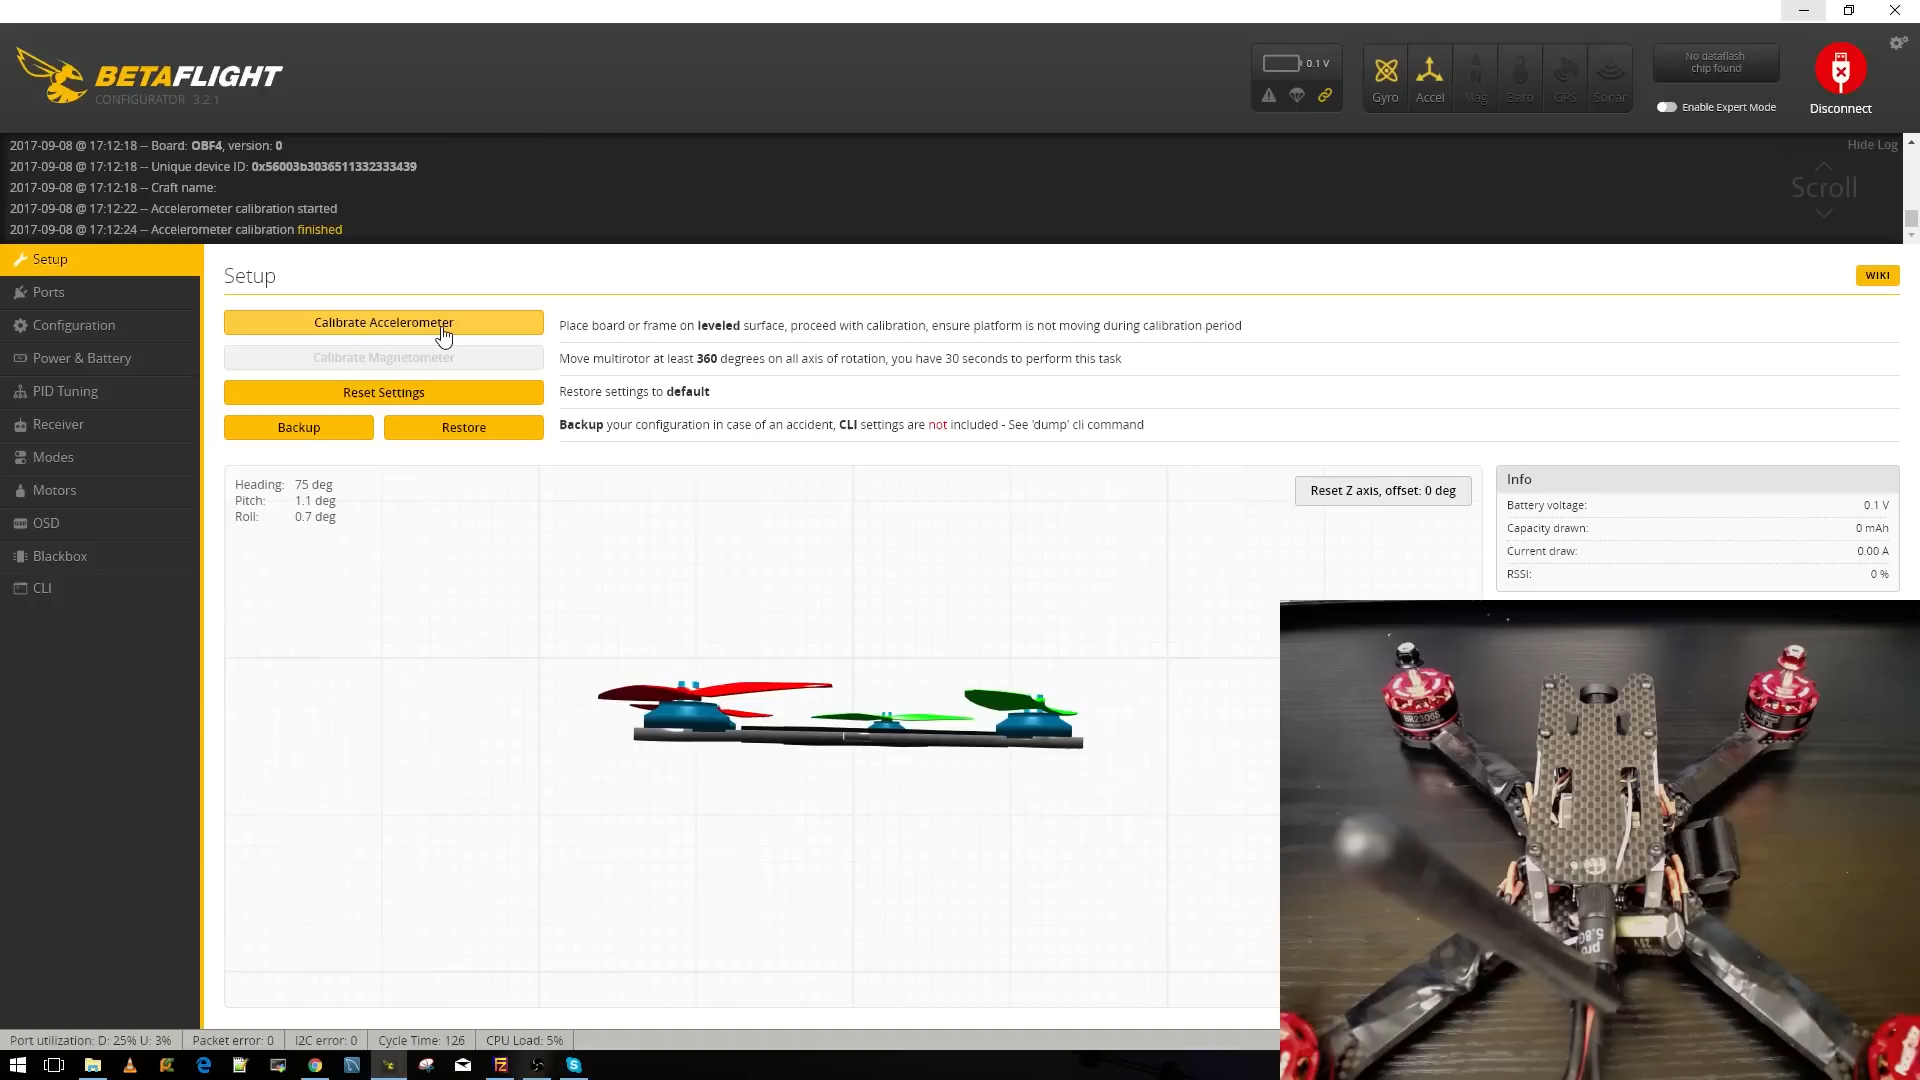 BETAFLIGHT
CONFIGURATOR 3.2.1
0.1 V
Gyro
Accel
Mag
Baro
GPS
Sonar
No dataflash
chip found
Enable Expert Mode
Disconnect
2017-09-08 @ 17:12:18 -- Board: OBF4, version: 0
2017-09-08 @ 17:12:18 -- Unique device ID: 0x56003b3036511332333439
2017-09-08 @ 17:12:18 -- Craft name:
2017-09-08 @ 17:12:22 -- Accelerometer calibration started
2017-09-08 @ 17:12:24 -- Accelerometer calibration finished
Hide Log
Scroll
Setup
Ports
Configuration
Power & Battery
PID Tuning
Receiver
Modes
Motors
OSD
Blackbox
CLI
Setup
WIKI
Calibrate Accelerometer
Place board or frame on leveled surface, proceed with calibration, ensure platform is not moving during calibration period
Calibrate Magnetometer
Move multirotor at least 360 degrees on all axis of rotation, you have 30 seconds to perform this task
Reset Settings
Restore settings to default
Backup
Restore
Backup your configuration in case of an accident, CLI settings are not included - See 'dump' cli command
Heading: 75 deg
Pitch: 1.1 deg
Roll: 0.7 deg
Reset Z axis, offset: 0 deg
Info
Battery voltage: 0.1 V
Capacity drawn: 0 mAh
Current draw: 0.00 A
RSSI: 0 %
BR2306S
pro
5.8G
Port utilization: D: 25% U: 3%
Packet error: 0
I2C error: 0
Cycle Time: 126
CPU Load: 5%